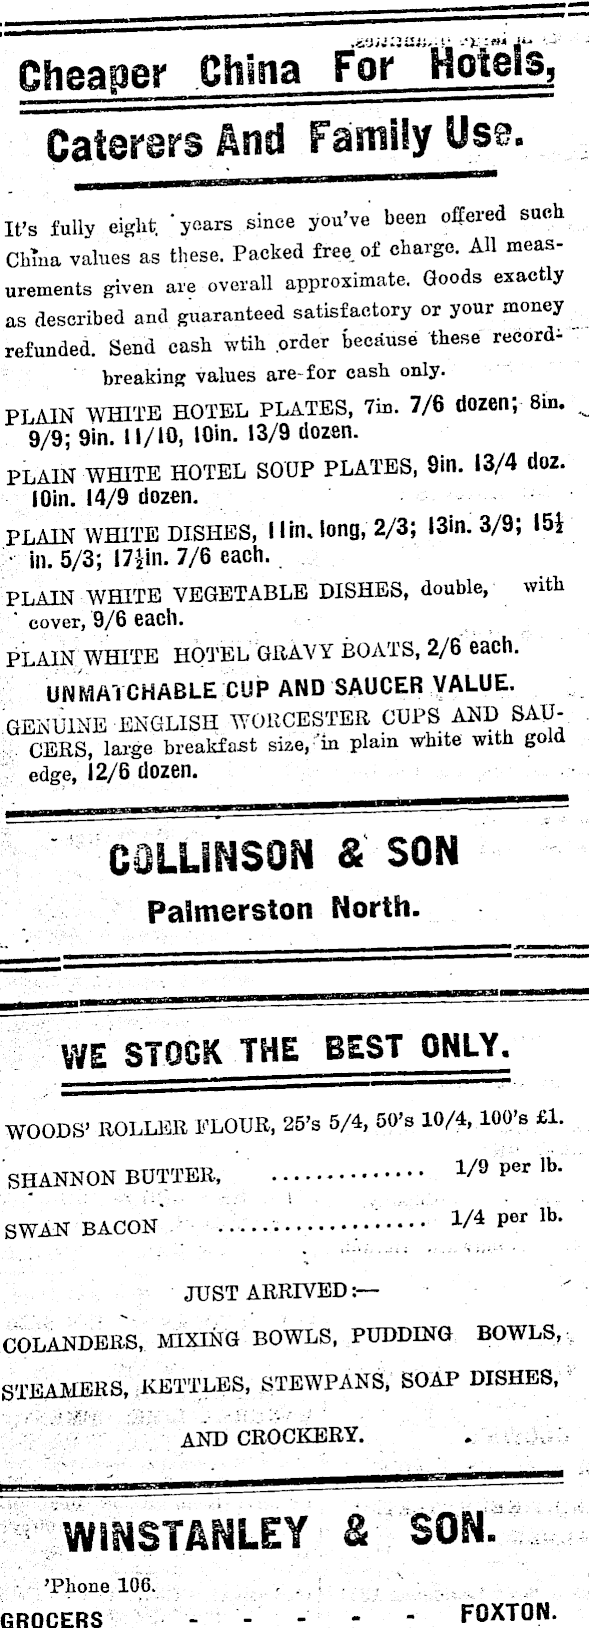 Cheaper China For Hotels,
Caterers And Family Use.
It's fully eight years since you've been offered such
China values as these. Packed free of charge. All meas-
urements given are overall approximate. Goods exactly
as described and guaranteed satisfactory or your money
refunded. Send cash wtih order because these record-
breaking values are for cash only.
PLAIN WHITE HOTEL PLATES, 7in. 7/6 dozen; 8in.
9/9; 9in. 11/10, 10in. 13/9 dozen.
PLAIN WHITE HOTEL SOUP PLATES, 9in. 13/4 doz.
10in. 14/9 dozen.
PLAIN WHITE DISHES, 11in. long, 2/3; 13in. 3/9; 15½
in. 5/3; 17½in. 7/6 each.
PLAIN WHITE VEGETABLE DISHES, double, with
cover, 9/6 each.
PLAIN WHITE HOTEL GRAVY BOATS, 2/6 each.
UNMATCHABLE CUP AND SAUCER VALUE.
GENUINE ENGLISH WORCESTER CUPS AND SAU-
CERS, large breakfast size, in plain white with gold
edge, 12/6 dozen.
COLLINSON & SON
Palmerston North.
WE STOCK THE BEST ONLY.
WOODS' ROLLER FLOUR, 25's 5/4, 50's 10/4, 100's £1.
SHANNON BUTTER, .............. 1/9 per lb.
SWAN BACON .................... 1/4 per lb.
JUST ARRIVED:—
COLANDERS, MIXING BOWLS, PUDDING BOWLS,
STEAMERS, KETTLES, STEWPANS, SOAP DISHES,
AND CROCKERY.
WINSTANLEY & SON.
'Phone 106.
GROCERS - - - - - FOXTON.